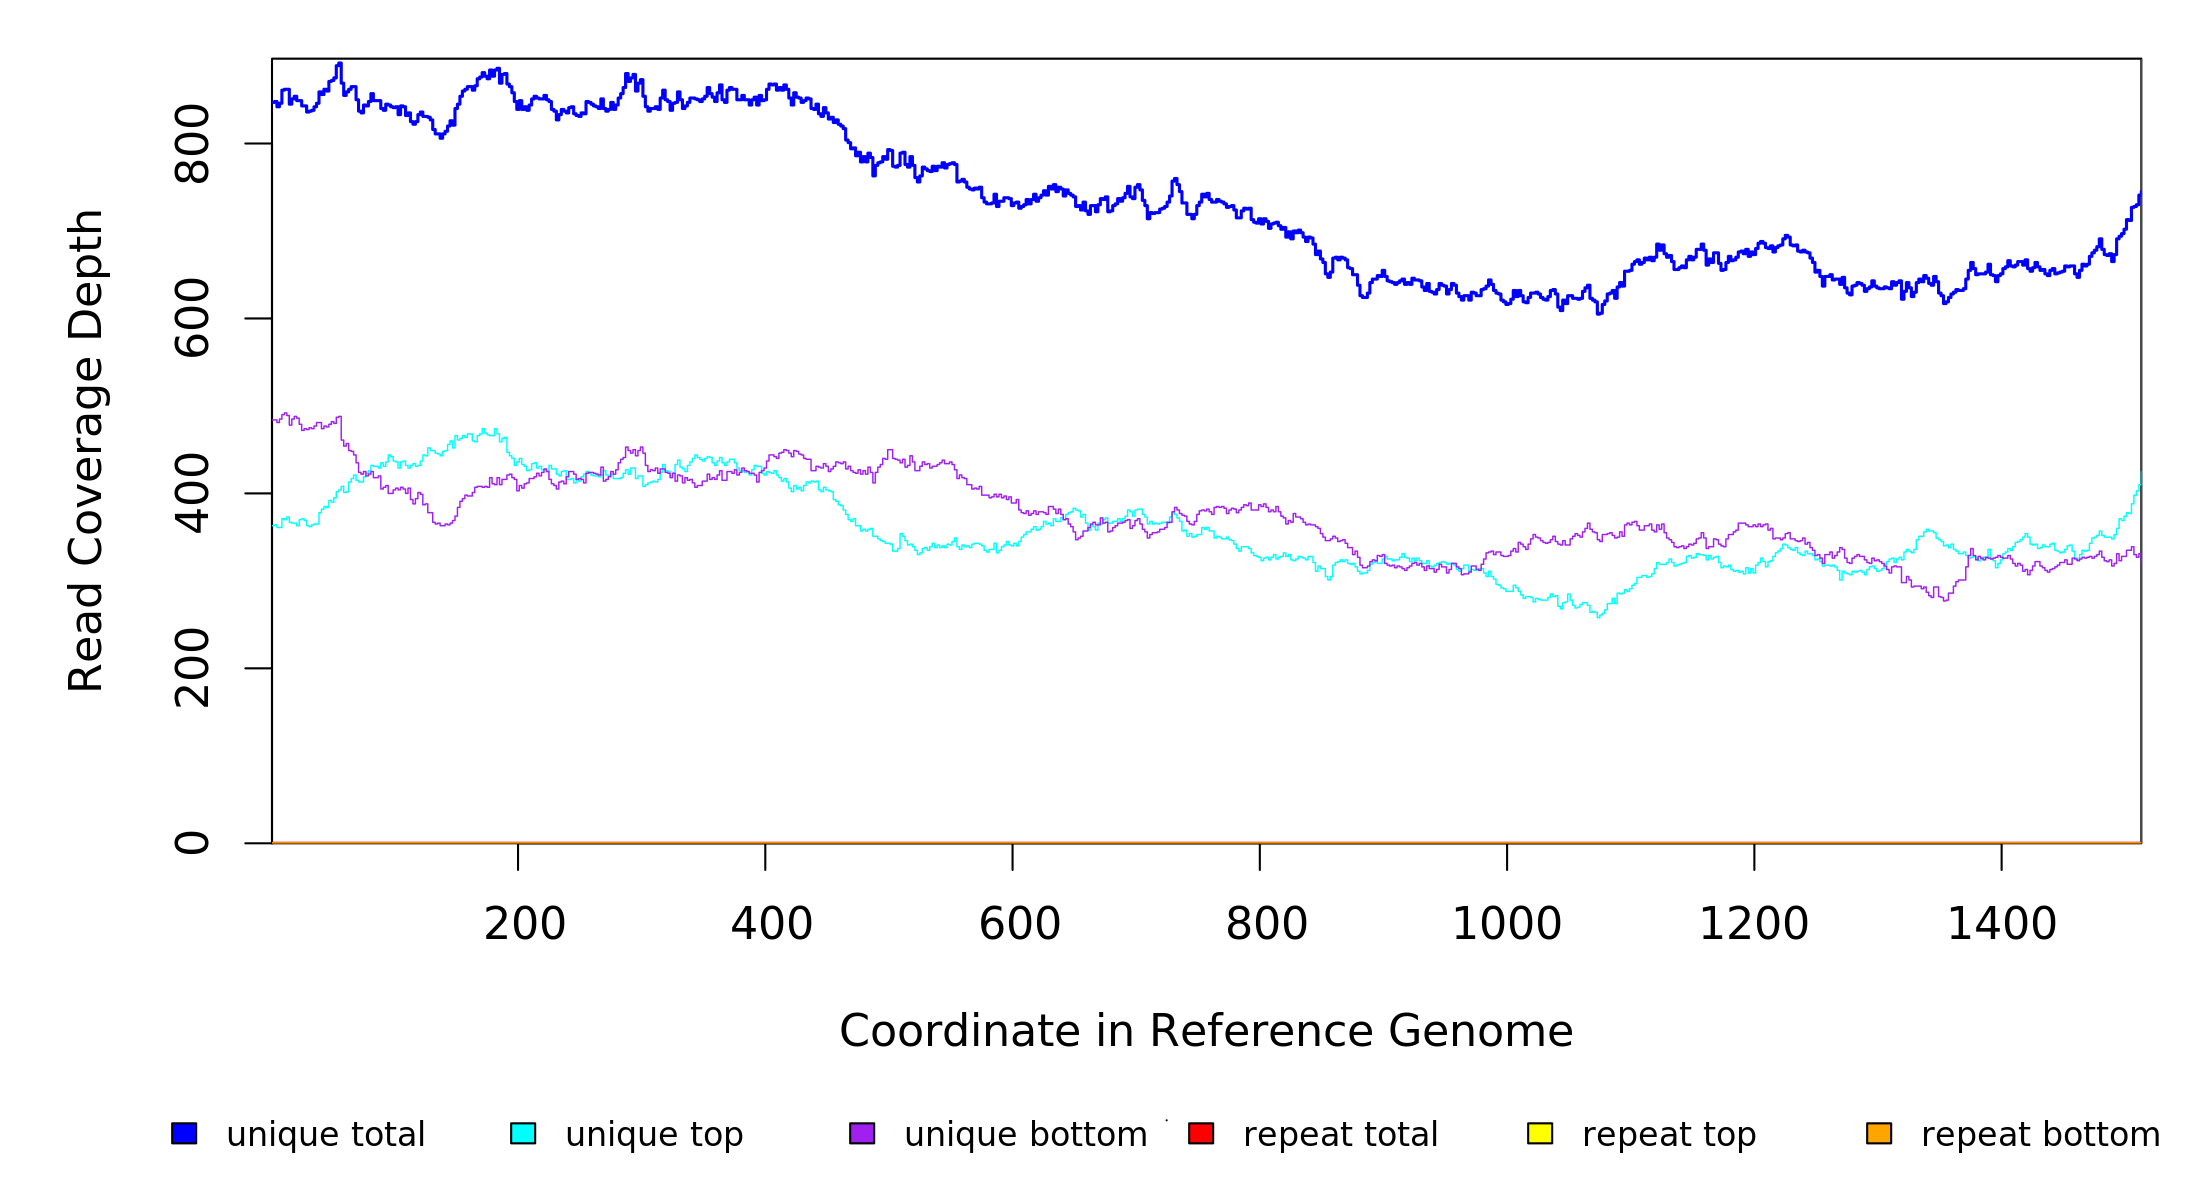 Read Coverage Depth
800
600
400
200
0
200 400 600 800 1000 1200 1400
Coordinate in Reference Genome
unique total unique top unique bottom repeat total repeat top repeat bottom